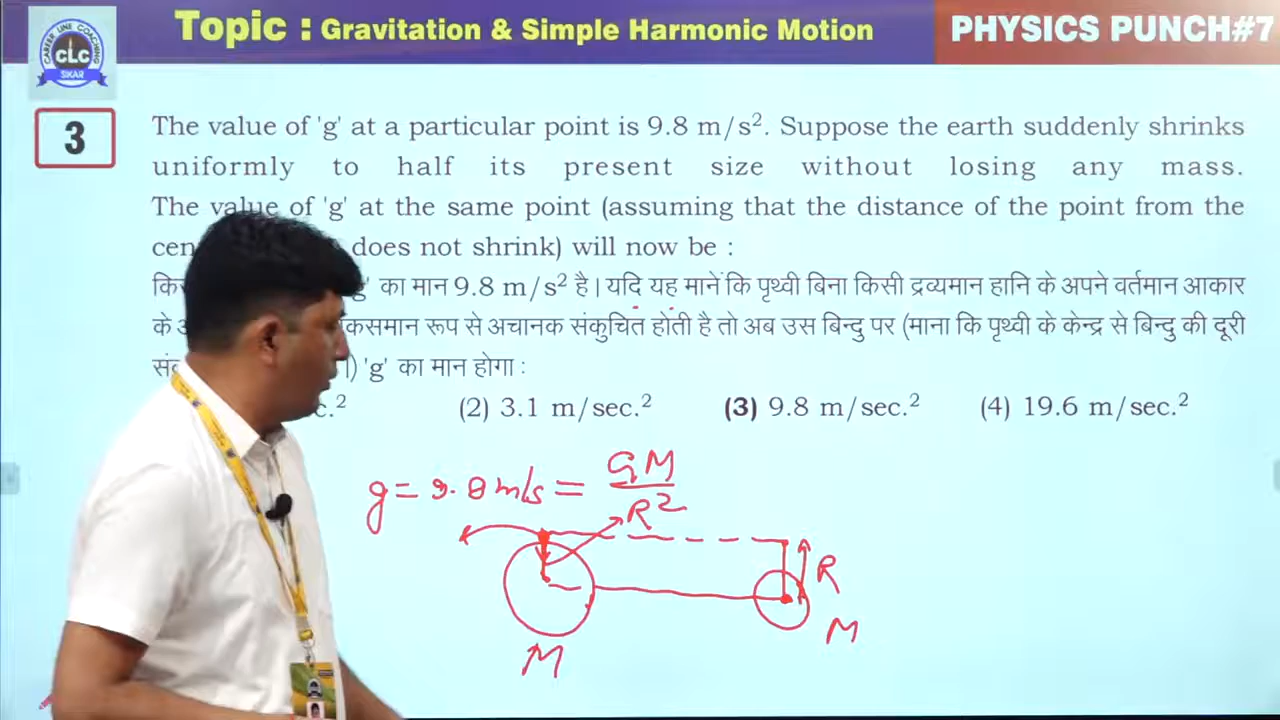 Topic : Gravitation & Simple Harmonic Motion
PHYSICS PUNCH#7
CAREER LINE COACHING
CLC
SIKAR
3
The value of 'g' at a particular point is 9.8 m/s². Suppose the earth suddenly shrinks
uniformly to half its present size without losing any mass.
The value of 'g' at the same point (assuming that the distance of the point from the
does not shrink) will now be :
का मान 9.8 m/s² है। यदि यह मानें कि पृथ्वी बिना किसी द्रव्यमान हानि के अपने वर्तमान आकार
रूप से अचानक संकुचित होती है तो अब उस बिन्दु पर (माना कि पृथ्वी के केन्द्र से बिन्दु की दूरी
'g' का मान होगा :
(2) 3.1 m/sec.² (3) 9.8 m/sec.² (4) 19.6 m/sec.²
g = 9.8 m/s = GM
R²
R
M
M